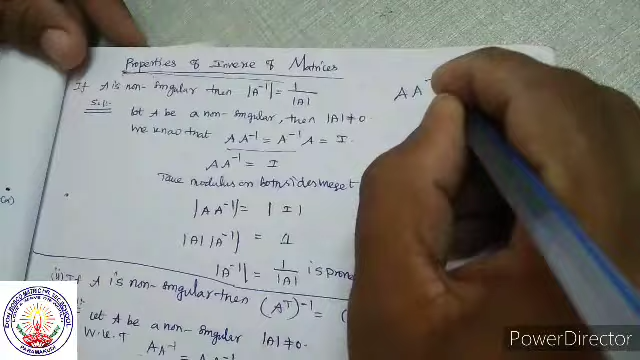 Properties of Inverse of Matrices
If A is non-singular then |A⁻¹| = 1/|A|
Sol:
Let A be a non-singular, then |A| ≠ 0.
We know that AA⁻¹ = A⁻¹A = I.
AA⁻¹ = I
Take modulus on both sides we get
|AA⁻¹| = |I|
|A| |A⁻¹| = 1
|A⁻¹| = 1/|A| is
(ii) If A is non-singular then (Aᵀ)⁻¹ = (
Let A be a non-singular |A| ≠ 0.
W.K.T
AA⁻¹
AA⁻
PowerDirector